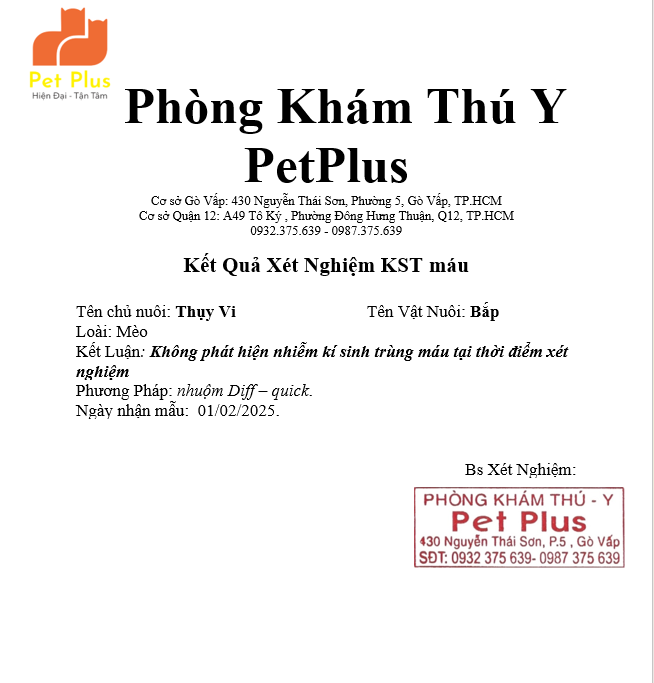 Pet Plus
Hiện Đại - Tận Tâm
Phòng Khám Thú Y
PetPlus
Cơ sở Gò Vấp: 430 Nguyễn Thái Sơn, Phường 5, Gò Vấp, TP.HCM
Cơ sở Quận 12: A49 Tô Ký , Phường Đông Hưng Thuận, Q12, TP.HCM
0932.375.639 - 0987.375.639
Kết Quả Xét Nghiệm KST máu
Tên chủ nuôi: Thụy Vi Tên Vật Nuôi: Bắp
Loài: Mèo
Kết Luận: Không phát hiện nhiễm kí sinh trùng máu tại thời điểm xét
nghiệm
Phương Pháp: nhuộm Diff – quick.
Ngày nhận mẫu: 01/02/2025.
Bs Xét Nghiệm:
PHÒNG KHÁM THÚ - Y
Pet Plus
430 Nguyễn Thái Sơn, P.5 , Gò Vấp
SĐT: 0932 375 639- 0987 375 639